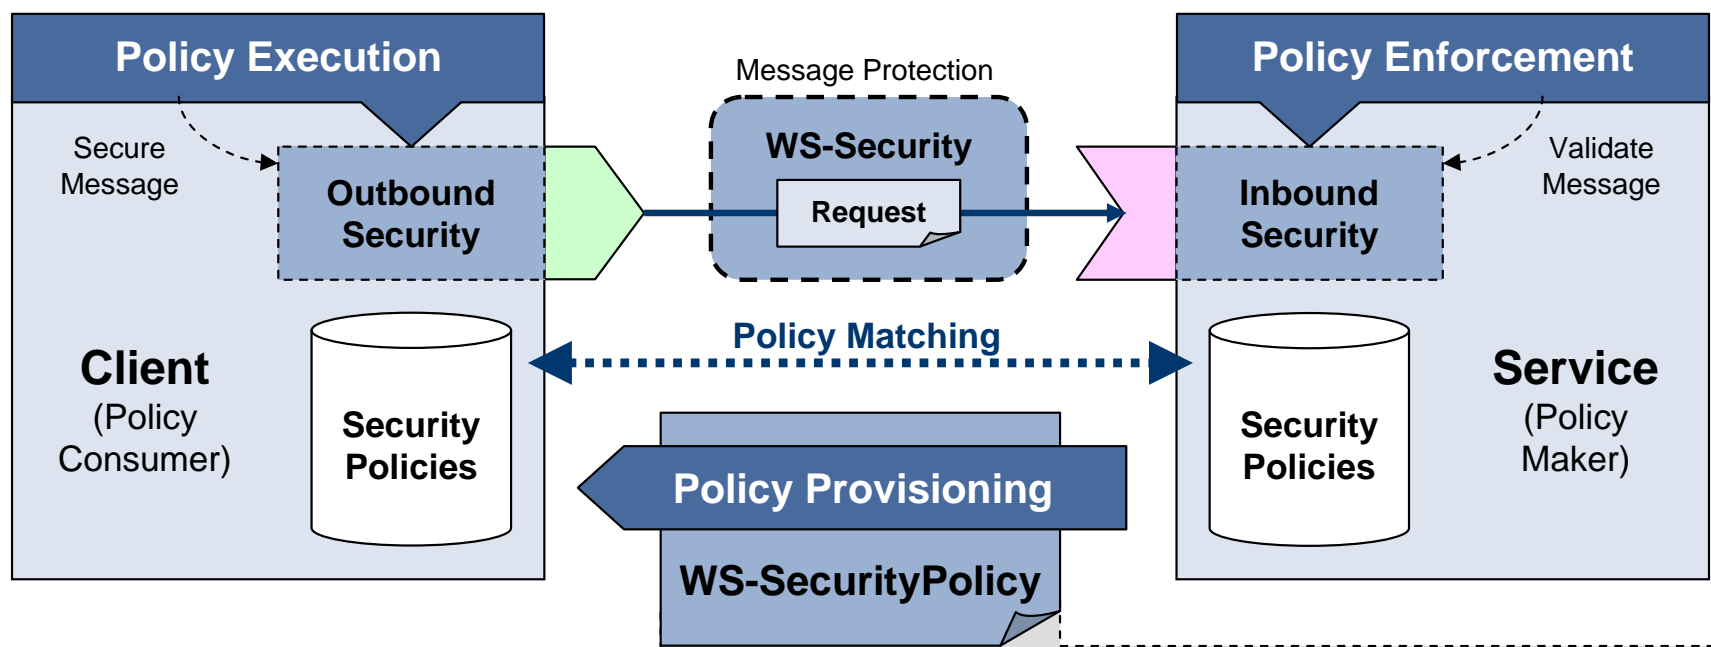 Policy Execution
Message Protection
Policy Enforcement
Secure
Message
WS-Security
Validate
Message
Outbound
Security
Request
Inbound
Security
Policy Matching
Client
(Policy
Consumer)
Security
Policies
Security
Policies
Service
(Policy
Maker)
Policy Provisioning
WS-SecurityPolicy